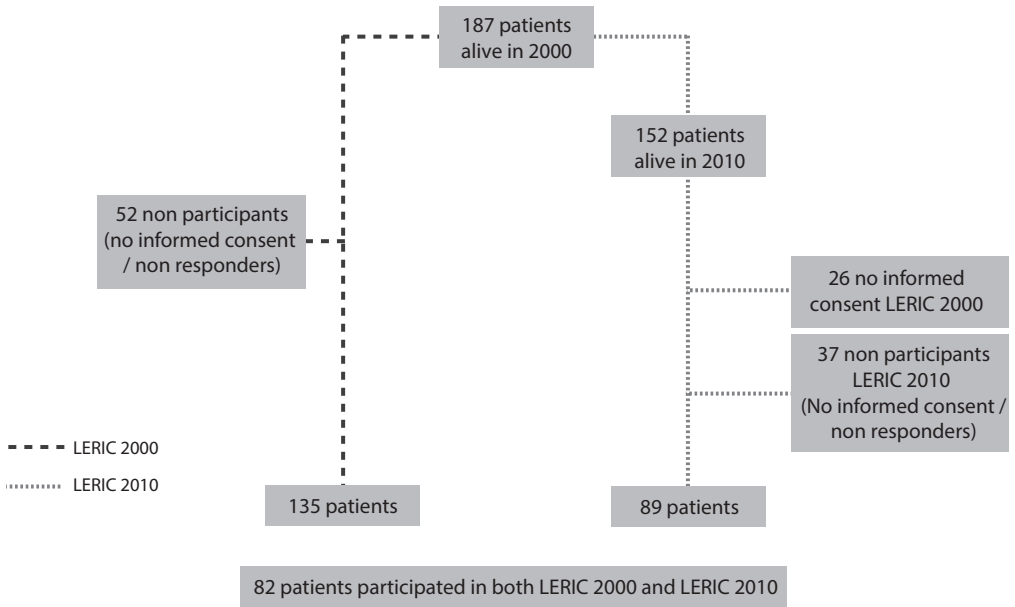 187 patients
alive in 2000
152 patients
alive in 2010
52 non participants
(no informed consent
/ non responders)
26 no informed
consent LERIC 2000
37 non participants
LERIC 2010
(No informed consent /
non responders)
LERIC 2000
LERIC 2010
135 patients
89 patients
82 patients participated in both LERIC 2000 and LERIC 2010